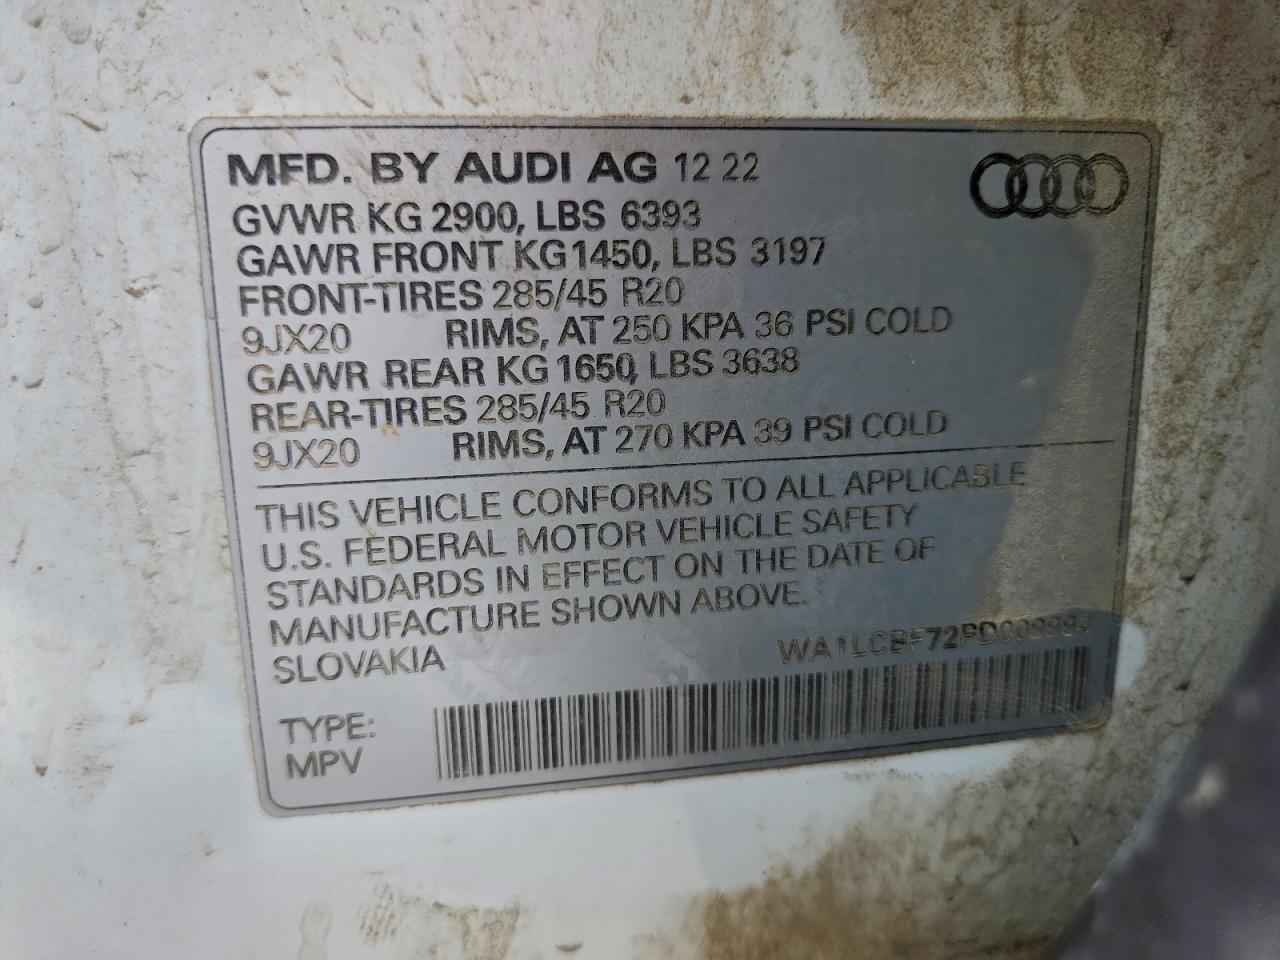 MFD. BY AUDI AG 12 22
GVWR KG 2900, LBS 6393
GAWR FRONT KG1450, LBS 3197
FRONT-TIRES 285/45 R20
9JX20 RIMS, AT 250 KPA 36 PSI COLD
GAWR REAR KG 1650, LBS 3638
REAR-TIRES 285/45 R20
9JX20 RIMS, AT 270 KPA 39 PSI COLD
THIS VEHICLE CONFORMS TO ALL APPLICABLE
U.S. FEDERAL MOTOR VEHICLE SAFETY
STANDARDS IN EFFECT ON THE DATE OF
MANUFACTURE SHOWN ABOVE.
SLOVAKIA
TYPE:
MPV